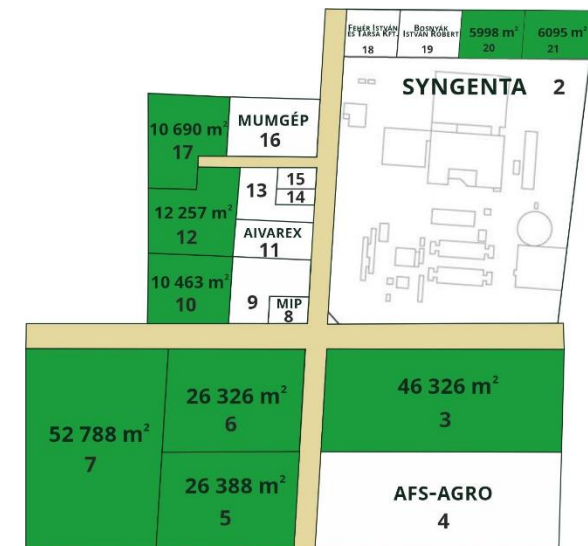 Fehér István
és Társa Kft.
18
Bosnyák
István Róbert
19
5998 m²
20
6095 m²
21
SYNGENTA 2
10 690 m²
17
MUMGÉP
16
15
14
13
12 257 m²
12
AIVAREX
11
10 463 m²
10
9
MIP
8
52 788 m²
7
26 326 m²
6
26 388 m²
5
46 326 m²
3
AFS-AGRO
4